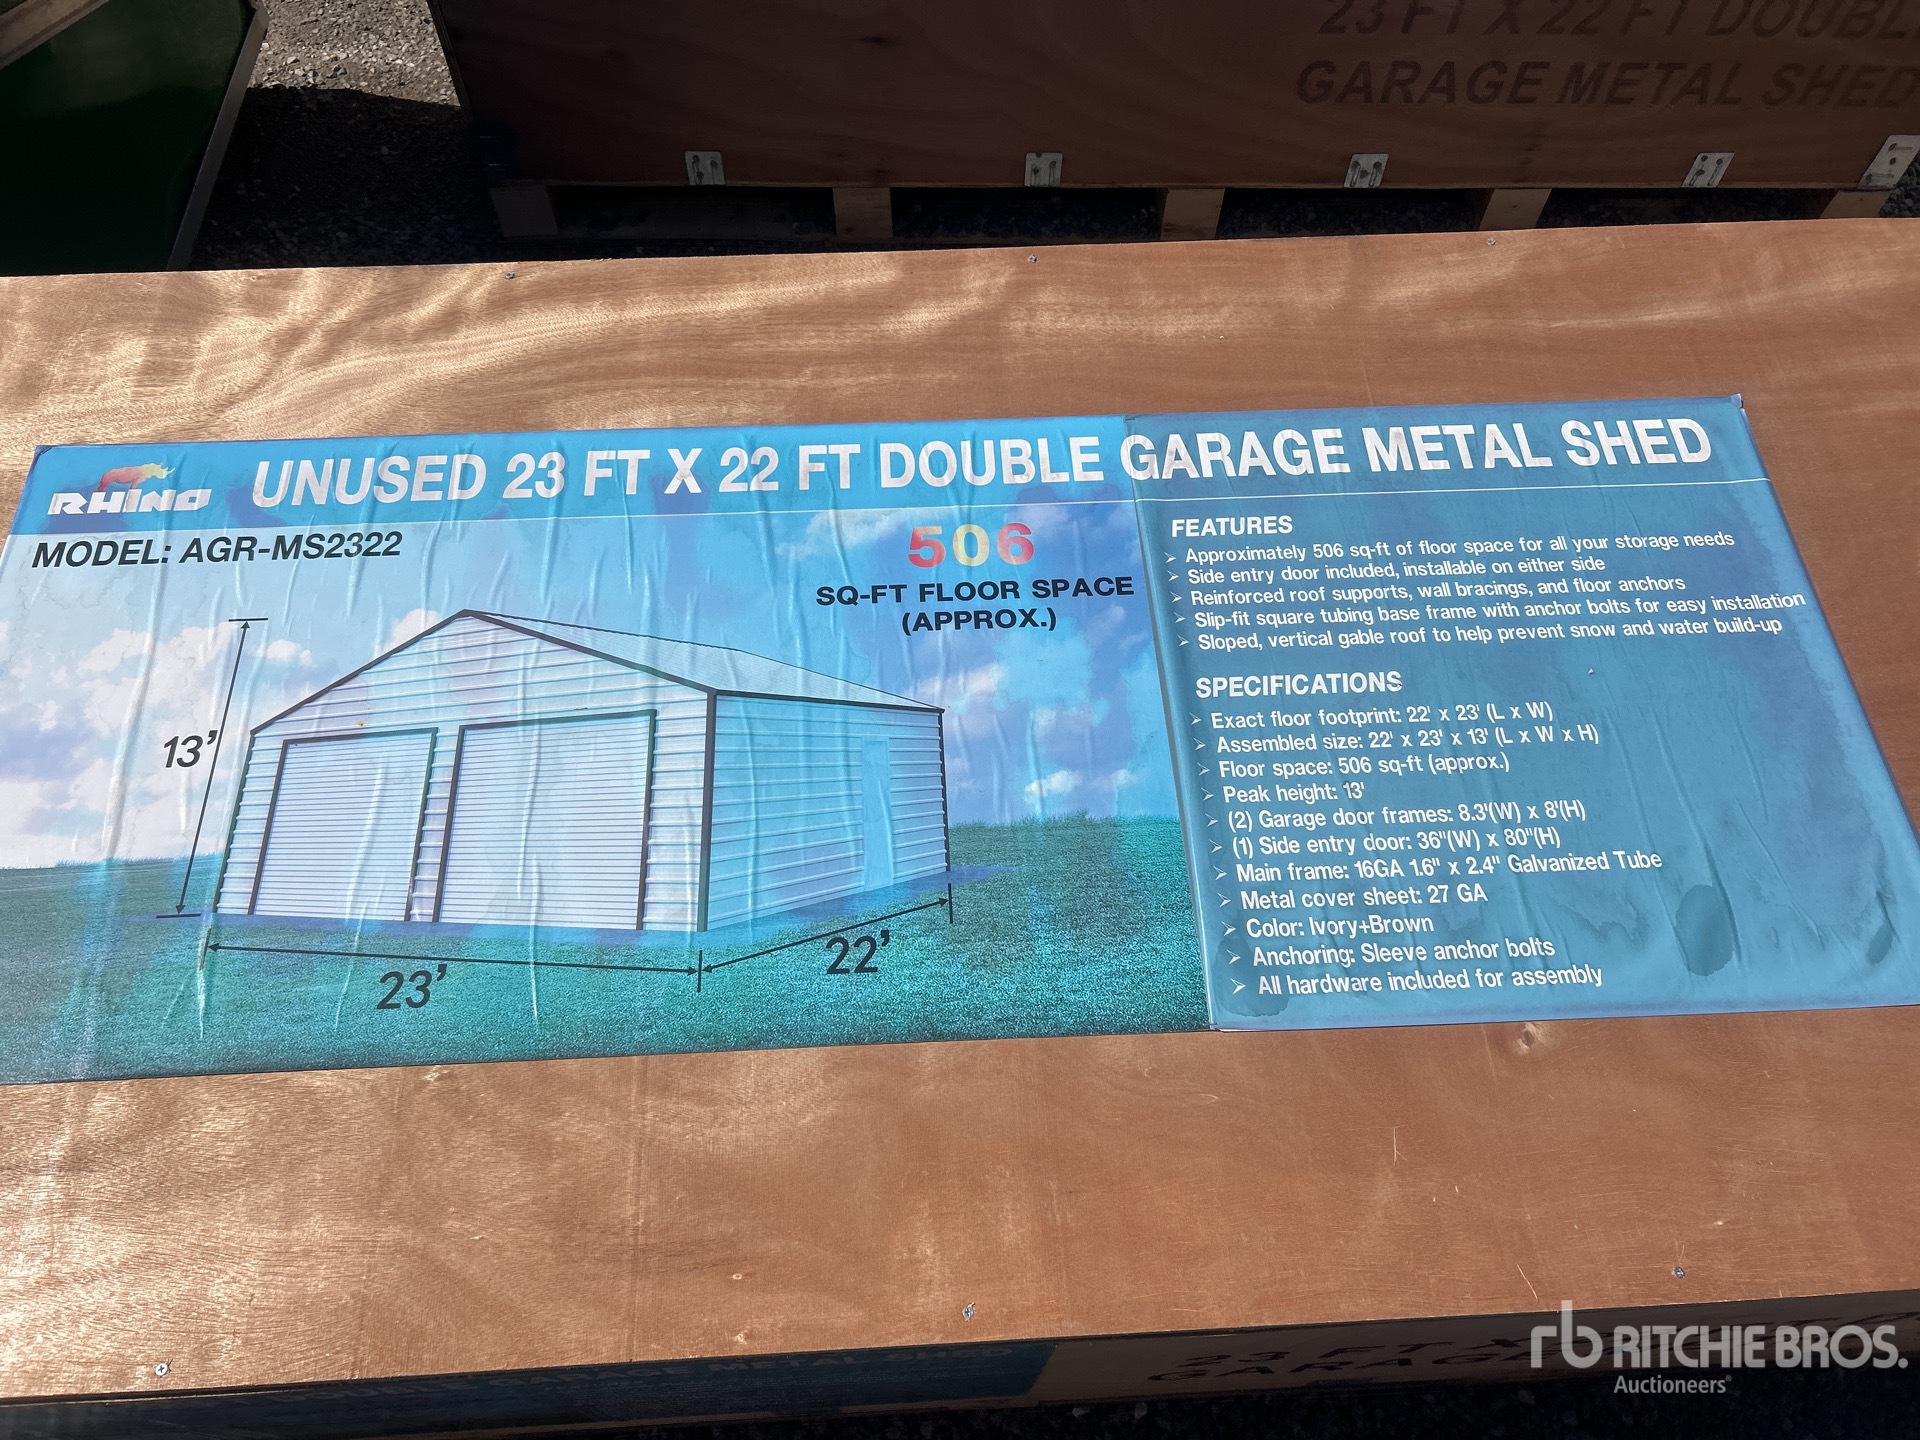 23 FT X 22 FT DOUBL
GARAGE METAL SHED
RHINO
UNUSED 23 FT X 22 FT DOUBLE GARAGE METAL SHED
MODEL: AGR-MS2322
506
SQ-FT FLOOR SPACE
(APPROX.)
13'
23'
22'
FEATURES
➢ Approximately 506 sq-ft of floor space for all your storage needs
➢ Side entry door included, installable on either side
➢ Reinforced roof supports, wall bracings, and floor anchors
➢ Slip-fit square tubing base frame with anchor bolts for easy installation
➢ Sloped, vertical gable roof to help prevent snow and water build-up
SPECIFICATIONS
➢ Exact floor footprint: 22' x 23' (L x W)
➢ Assembled size: 22' x 23' x 13' (L x W x H)
➢ Floor space: 506 sq-ft (approx.)
➢ Peak height: 13'
➢ (2) Garage door frames: 8.3'(W) x 8'(H)
➢ (1) Side entry door: 36"(W) x 80"(H)
➢ Main frame: 16GA 1.6" x 2.4" Galvanized Tube
➢ Metal cover sheet: 27 GA
➢ Color: Ivory+Brown
➢ Anchoring: Sleeve anchor bolts
➢ All hardware included for assembly
GARAGE METAL SHED
23 FT X
rb RITCHIE BROS.
Auctioneers